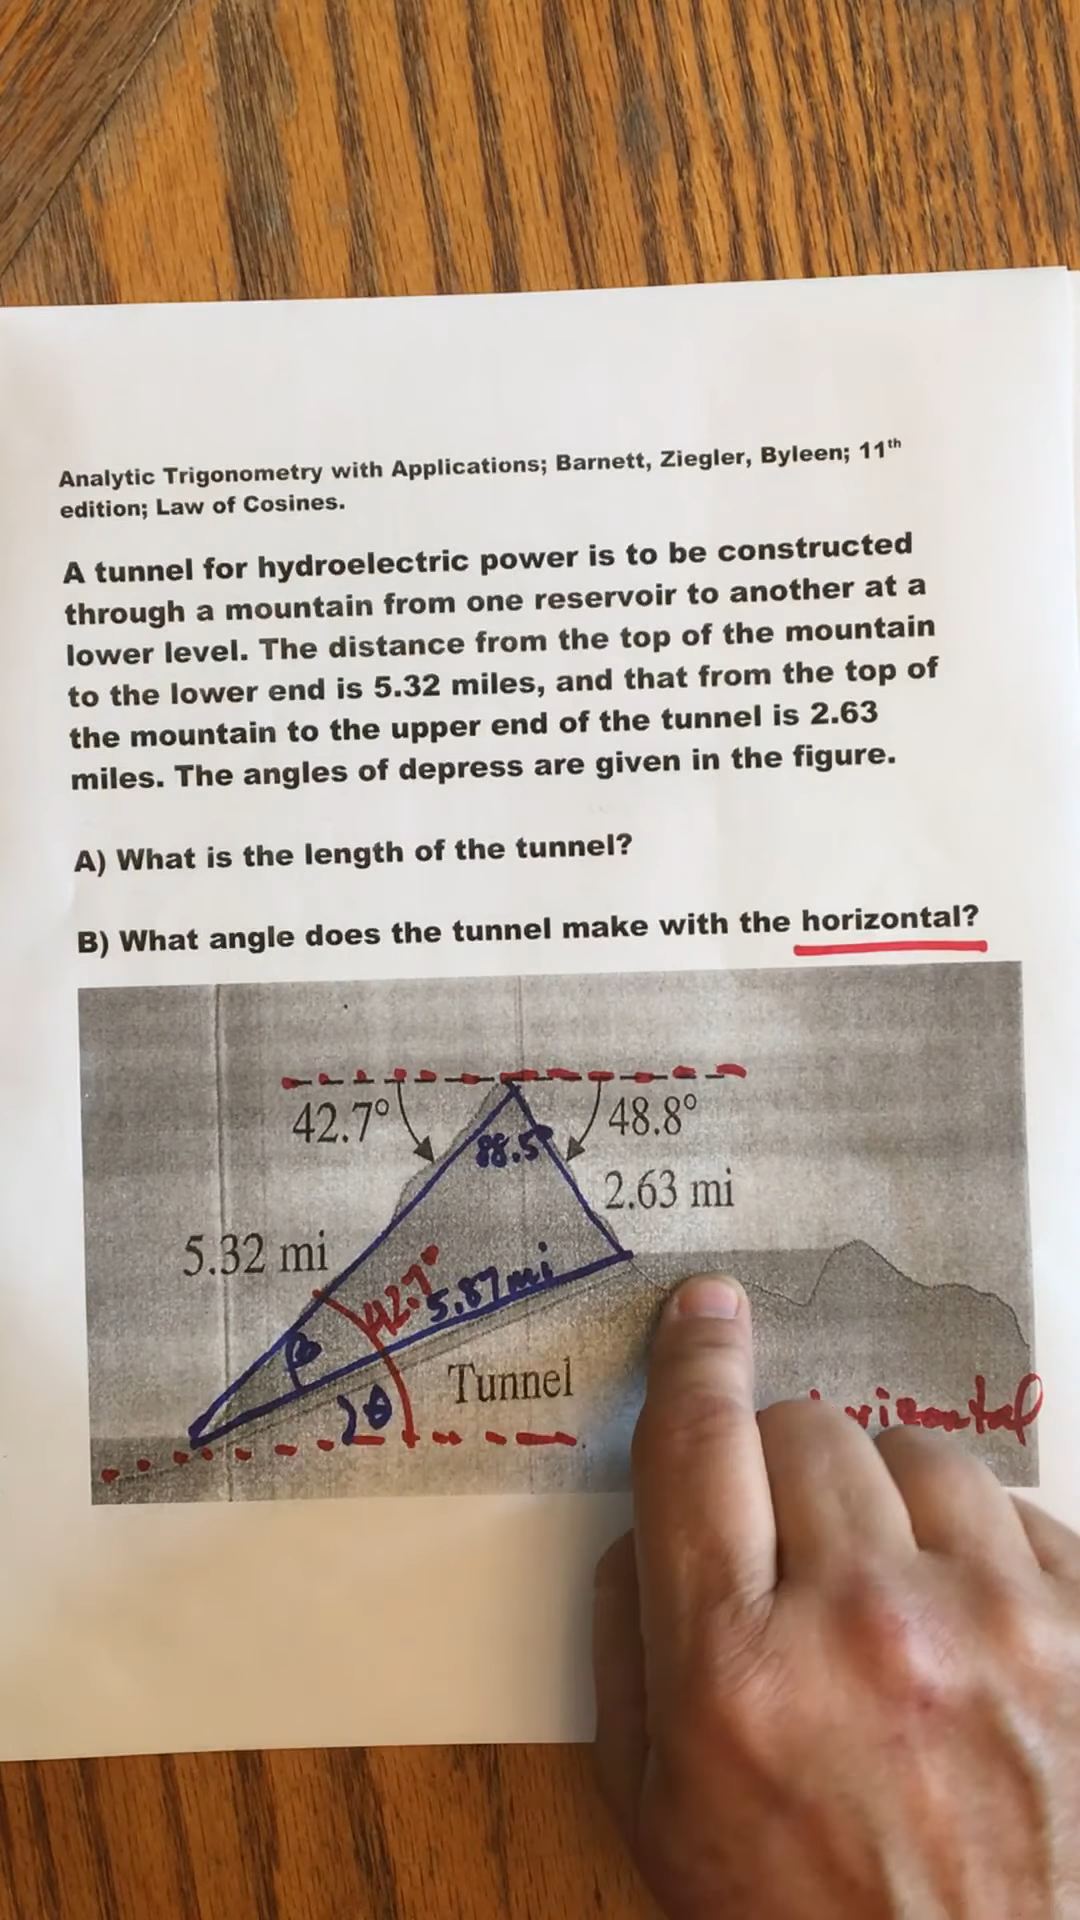 Analytic Trigonometry with Applications; Barnett, Ziegler, Byleen; 11th
edition; Law of Cosines.
A tunnel for hydroelectric power is to be constructed
through a mountain from one reservoir to another at a
lower level. The distance from the top of the mountain
to the lower end is 5.32 miles, and that from the top of
the mountain to the upper end of the tunnel is 2.63
miles. The angles of depress are given in the figure.
A) What is the length of the tunnel?
B) What angle does the tunnel make with the horizontal?
42.7° 48.8°
88.5°
2.63 mi
5.32 mi
42.7°
5.87 mi
β
Tunnel
θ